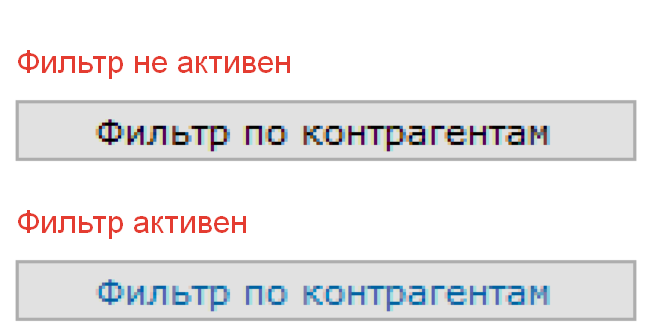 Фильтр не активен
Фильтр по контрагентам
Фильтр активен
Фильтр по контрагентам